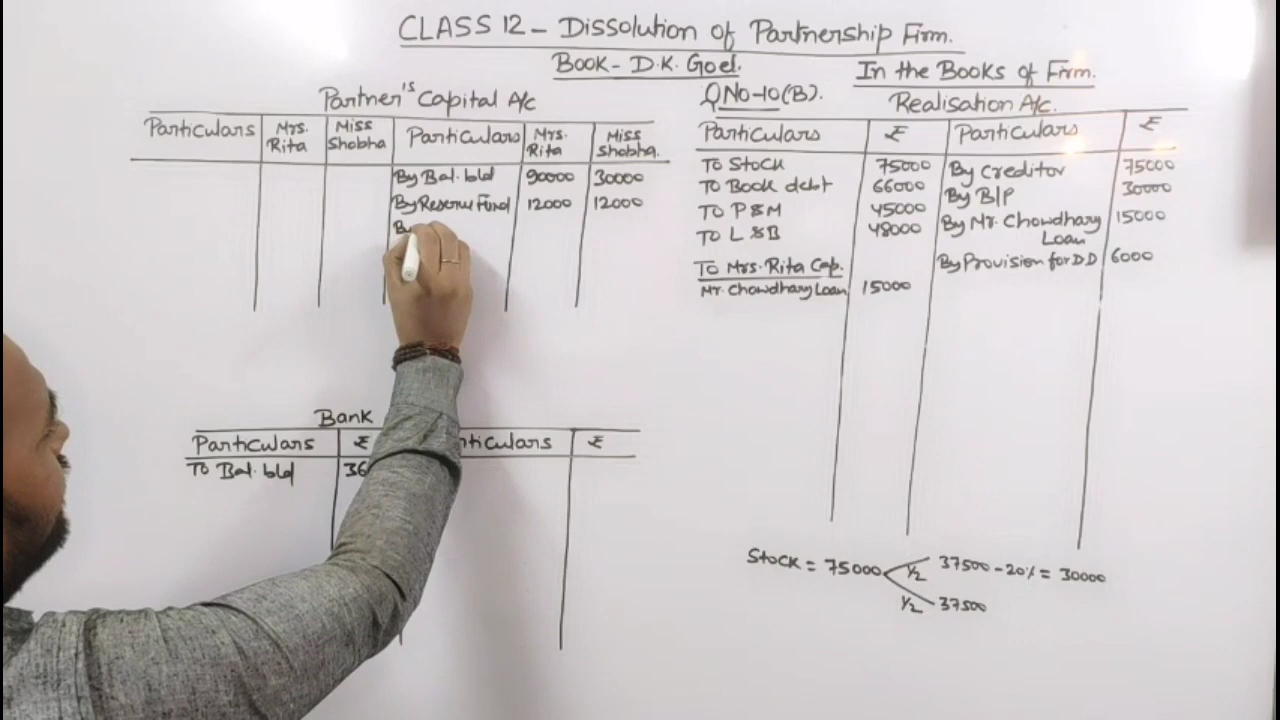 CLASS 12 - Dissolution of Partnership Firm.
Book - D.K. Goel.
In the Books of Firm.
QNo-10(B).
Partner's Capital A/c
Particulars Mrs. Rita Miss Shobha Particulars Mrs. Rita Miss Shobha.
By Bal. b/d 90000 30000
By Reserve Fund 12000 12000
By
Realisation A/c.
Particulars ₹ Particulars ₹
To Stock 75000 By Creditor 75000
To Book debt 66000 By B/P 30000
To P&M 45000 By Mr. Chowdhary Loan 15000
To L&B 48000 By Provision for D.D 6000
To Mrs. Rita Cap.
Mr. Chowdhary Loan 15000
Bank
Particulars ₹ rticulars ₹
To Bal. b/d 36
Stock = 75000 1/2 37500 - 20% = 30000
1/2 37500